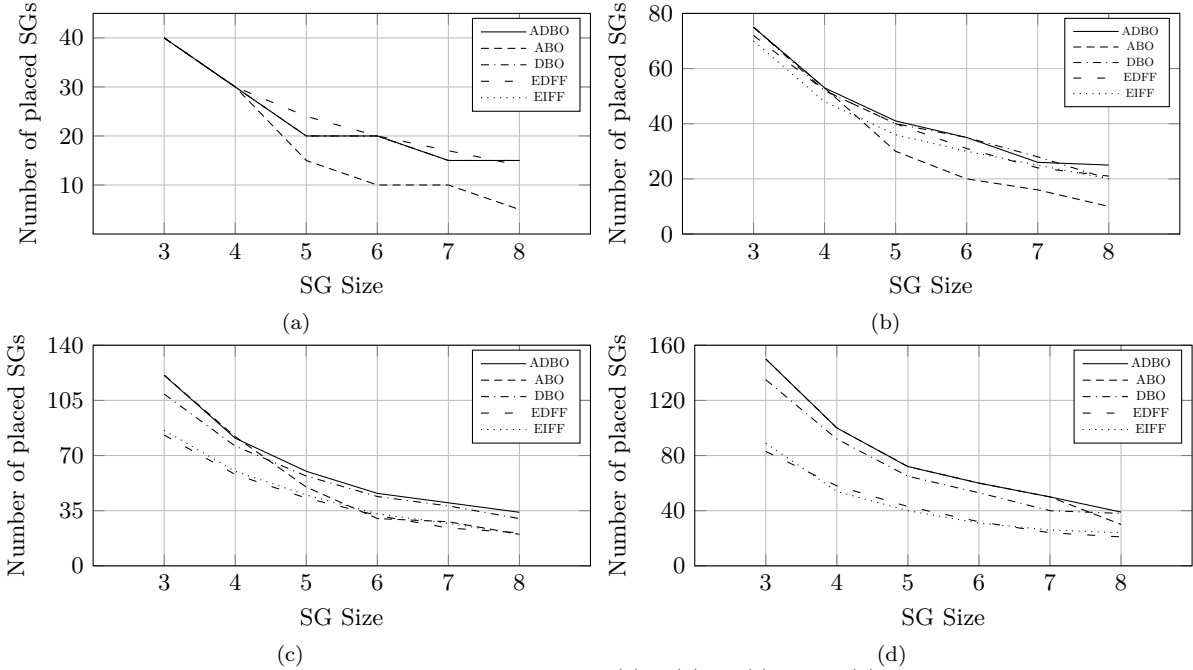 Number of placed SGs
40
30
20
10
3 4 5 6 7 8
SG Size
ADBO
ABO
DBO
EDFF
EIFF
(a)
Number of placed SGs
80
60
40
20
0
3 4 5 6 7 8
SG Size
ADBO
ABO
DBO
EDFF
EIFF
(b)
Number of placed SGs
140
105
70
35
0
3 4 5 6 7 8
SG Size
ADBO
ABO
DBO
EDFF
EIFF
(c)
Number of placed SGs
160
120
80
40
0
3 4 5 6 7 8
SG Size
ADBO
ABO
DBO
EDFF
EIFF
(d)